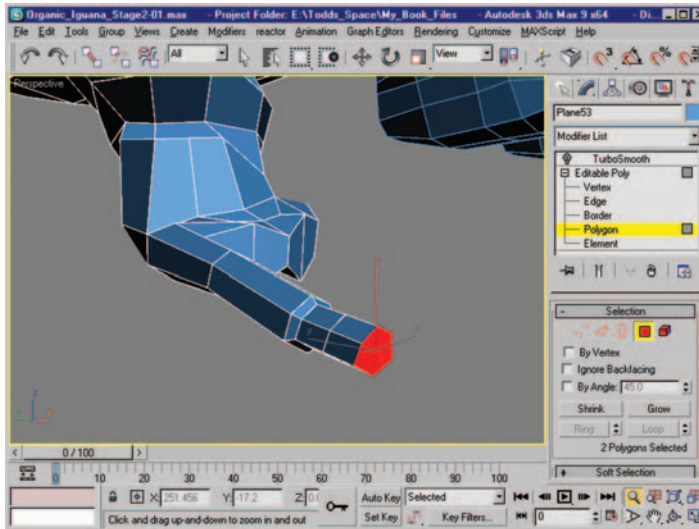 Organic_Iguana_Stage2-01.max - Project Folder: E:\Todds_Space\My_Book_Files - Autodesk 3ds Max 9 x64 - Di...
File Edit Tools Group Views Create Modifiers reactor Animation Graph Editors Rendering Customize MAXScript Help
All
View
3
%
Perspective
Plane53
Modifier List
TurboSmooth
Editable Poly
Vertex
Edge
Border
Polygon
Element
- Selection
By Vertex
Ignore Backfacing
By Angle: 45.0
Shrink Grow
Ring Loop
2 Polygons Selected
+ Soft Selection
z
y
< 0 / 100 >
0 10 20 30 40 50 60 70 80 90 100
X: 251.456 Y: -17.2 Z:
Auto Key Selected
Click and drag up-and-down to zoom in and out
Set Key Key Filters...
0